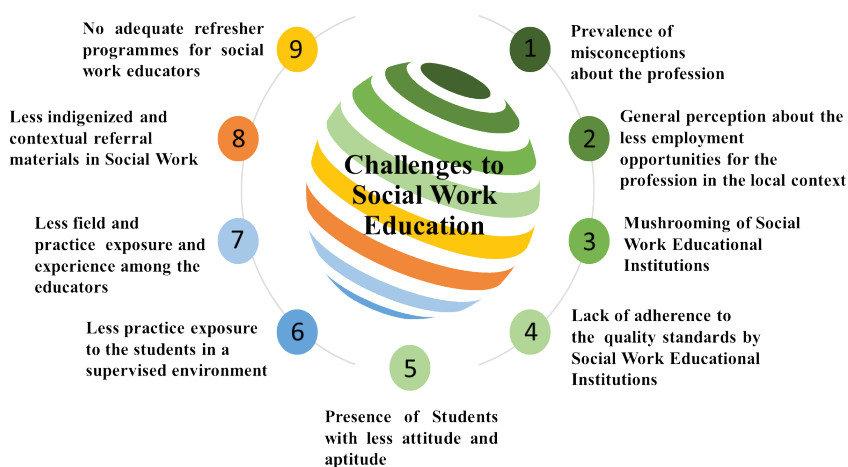 Challenges to
Social Work
Education
1
Prevalence of
misconceptions
about the profession
2
General perception about the
less employment
opportunities for the
profession in the local context
3
Mushrooming of Social
Work Educational
Institutions
4
Lack of adherence to
the quality standards by
Social Work Educational
Institutions
5
Presence of Students
with less attitude and
aptitude
6
Less practice exposure
to the students in a
supervised environment
7
Less field and
practice exposure and
experience among the
educators
8
Less indigenized and
contextual referral
materials in Social Work
9
No adequate refresher
programmes for social
work educators